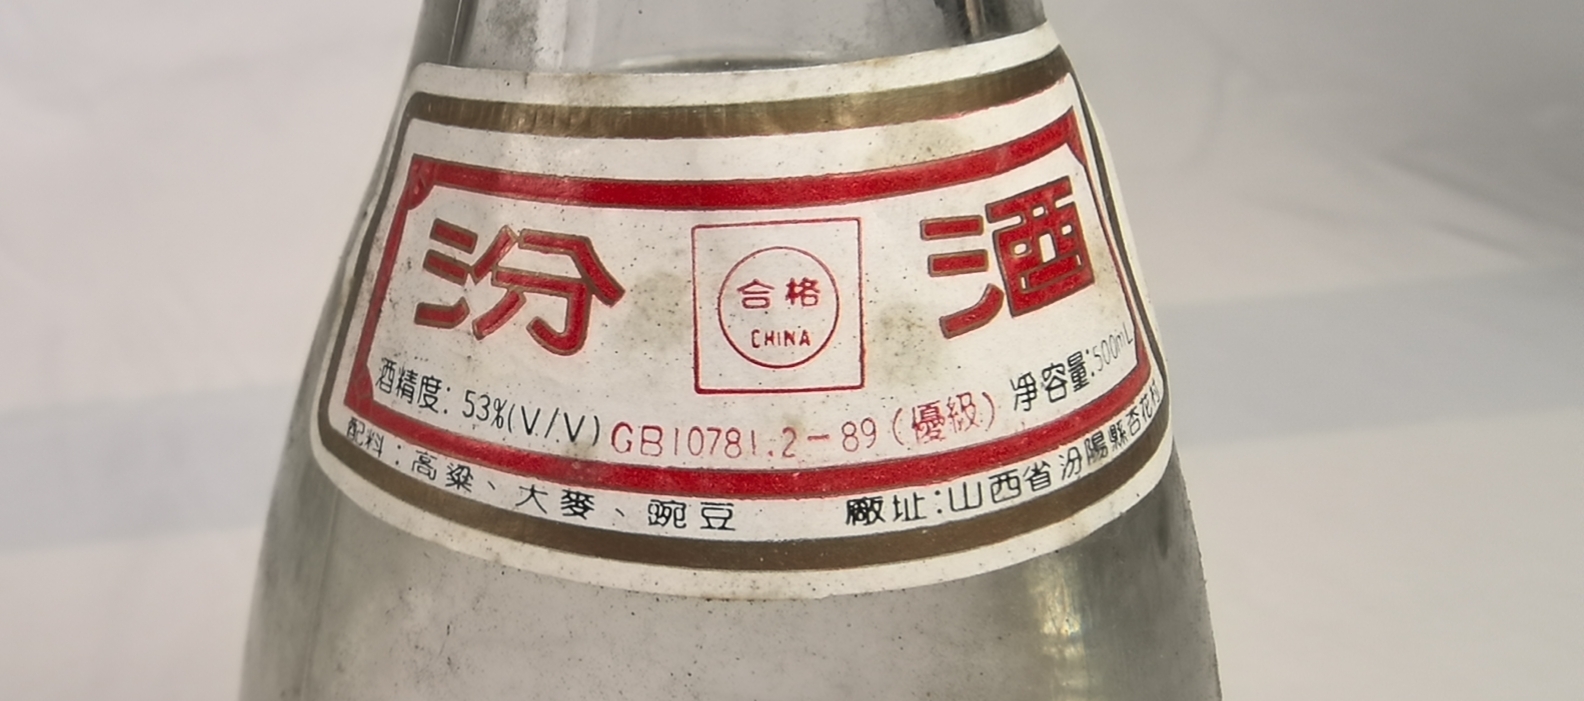 汾 酒
合格
CHINA
酒精度: 53%(V/V) GB10781.2-89(優級) 净容量:500mL
配料:高粱、大麥、豌豆 廠址:山西省汾陽縣杏花村